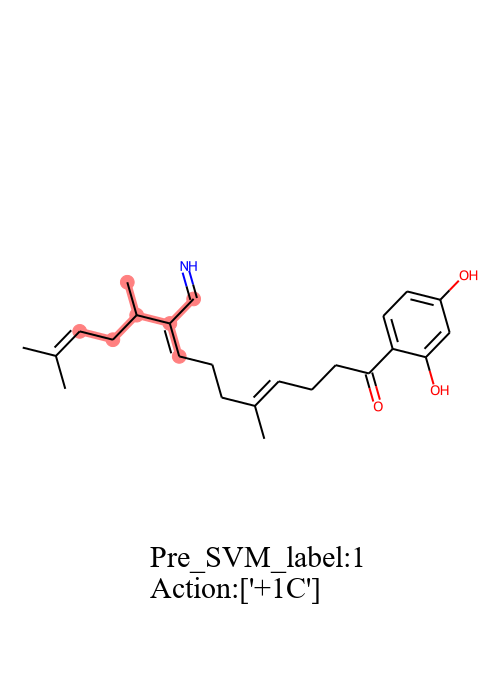 NH
OH
OH
O
Pre_SVM_label:1
Action:['+1C']